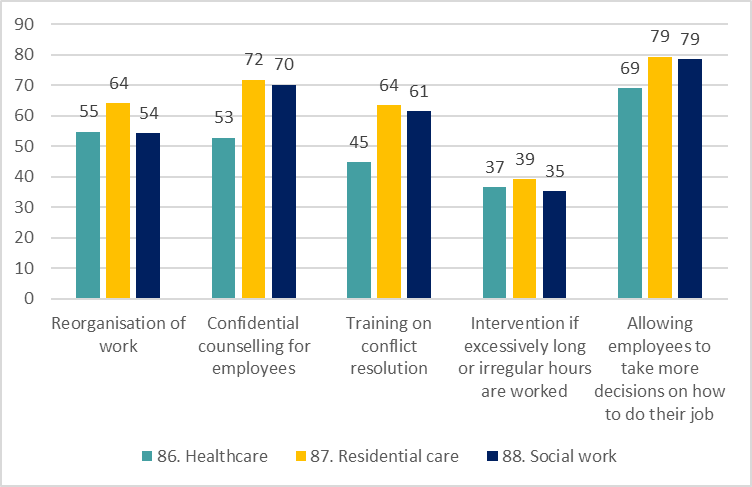 90
80
70
60
50
40
30
20
10
0
55 64 54
53 72 70
45 64 61
37 39 35
69 79 79
Reorganisation of
work
Confidential
counselling for
employees
Training on
conflict
resolution
Intervention if
excessively long
or irregular hours
are worked
Allowing
employees to
take more
decisions on how
to do their job
86. Healthcare
87. Residential care
88. Social work